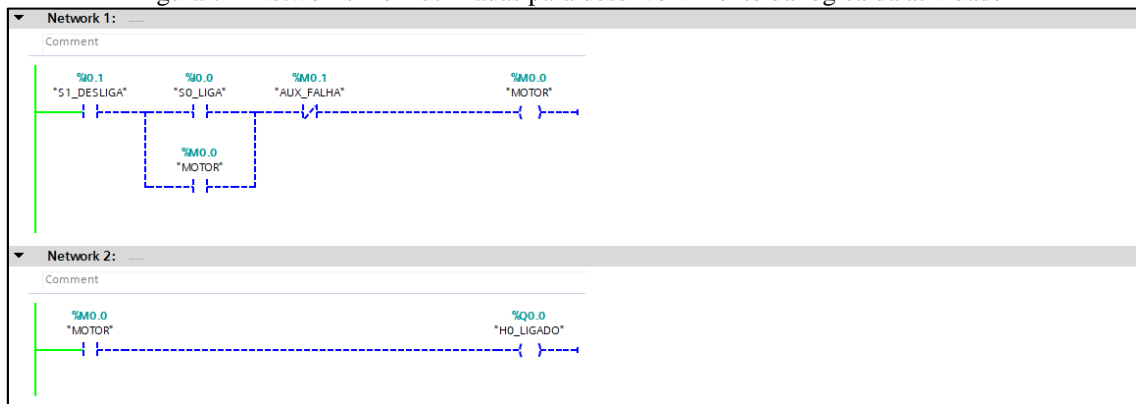 Network 1: .....
Comment
%I0.1 %I0.0 %M0.1 %M0.0
"S1_DESLIGA" "S0_LIGA" "AUX_FALHA" "MOTOR"
%M0.0
"MOTOR"
Network 2: .....
Comment
%M0.0 %Q0.0
"MOTOR" "H0_LIGADO"